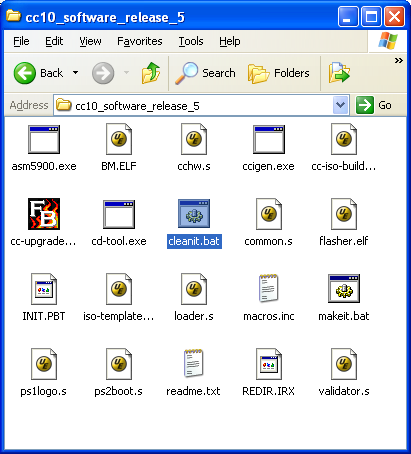 cc10_software_release_5
File Edit View Favorites Tools Help
Back Search Folders
Address cc10_software_release_5 Go
asm5900.exe BM.ELF cchw.s ccigen.exe cc-iso-build...
cc-upgrade... cd-tool.exe cleanit.bat common.s flasher.elf
INIT.PBT iso-template... loader.s macros.inc makeit.bat
ps1logo.s ps2boot.s readme.txt REDIR.IRX validator.s